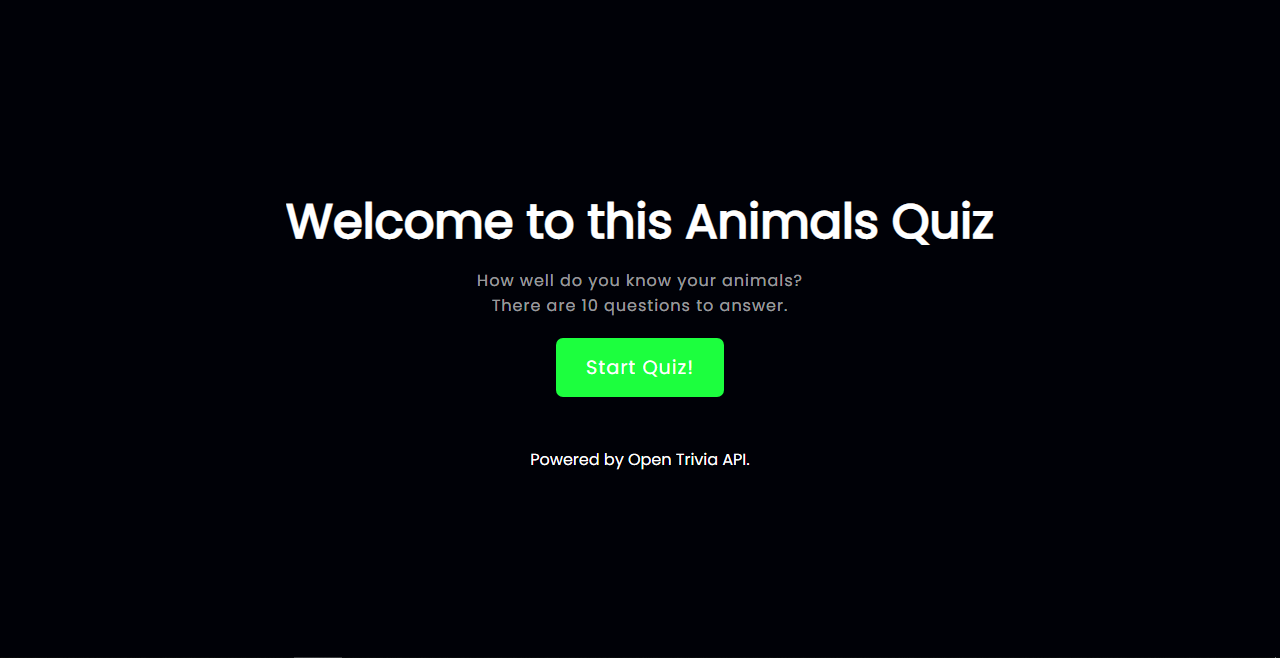 Welcome to this Animals Quiz
How well do you know your animals?
There are 10 questions to answer.
Start Quiz!
Powered by Open Trivia API.